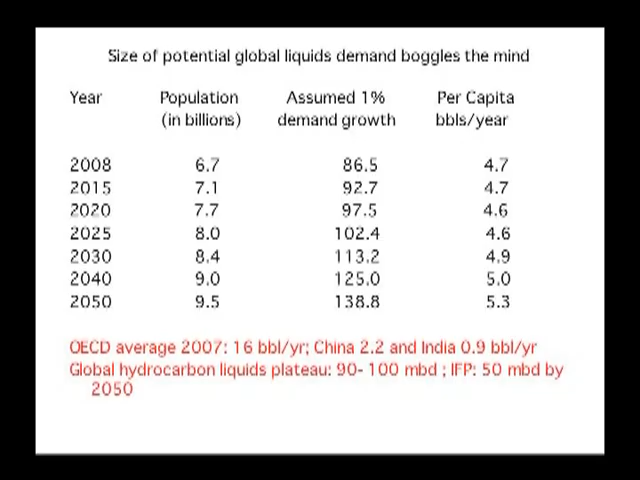 Size of potential global liquids demand boggles the mind
Year Population Assumed 1% Per Capita
(in billions) demand growth bbls/year
2008 6.7 86.5 4.7
2015 7.1 92.7 4.7
2020 7.7 97.5 4.6
2025 8.0 102.4 4.6
2030 8.4 113.2 4.9
2040 9.0 125.0 5.0
2050 9.5 138.8 5.3
OECD average 2007: 16 bbl/yr; China 2.2 and India 0.9 bbl/yr
Global hydrocarbon liquids plateau: 90- 100 mbd ; IFP: 50 mbd by
2050